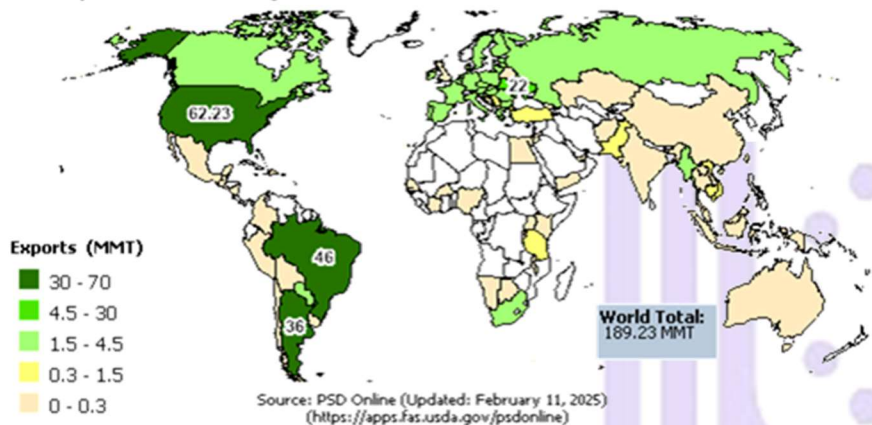 62.23
22
46
36
Exports (MMT)
30 - 70
4.5 - 30
1.5 - 4.5
0.3 - 1.5
0 - 0.3
World Total:
189.23 MMT
Source: PSD Online (Updated: February 11, 2025)
(https://apps.fas.usda.gov/psdonline)